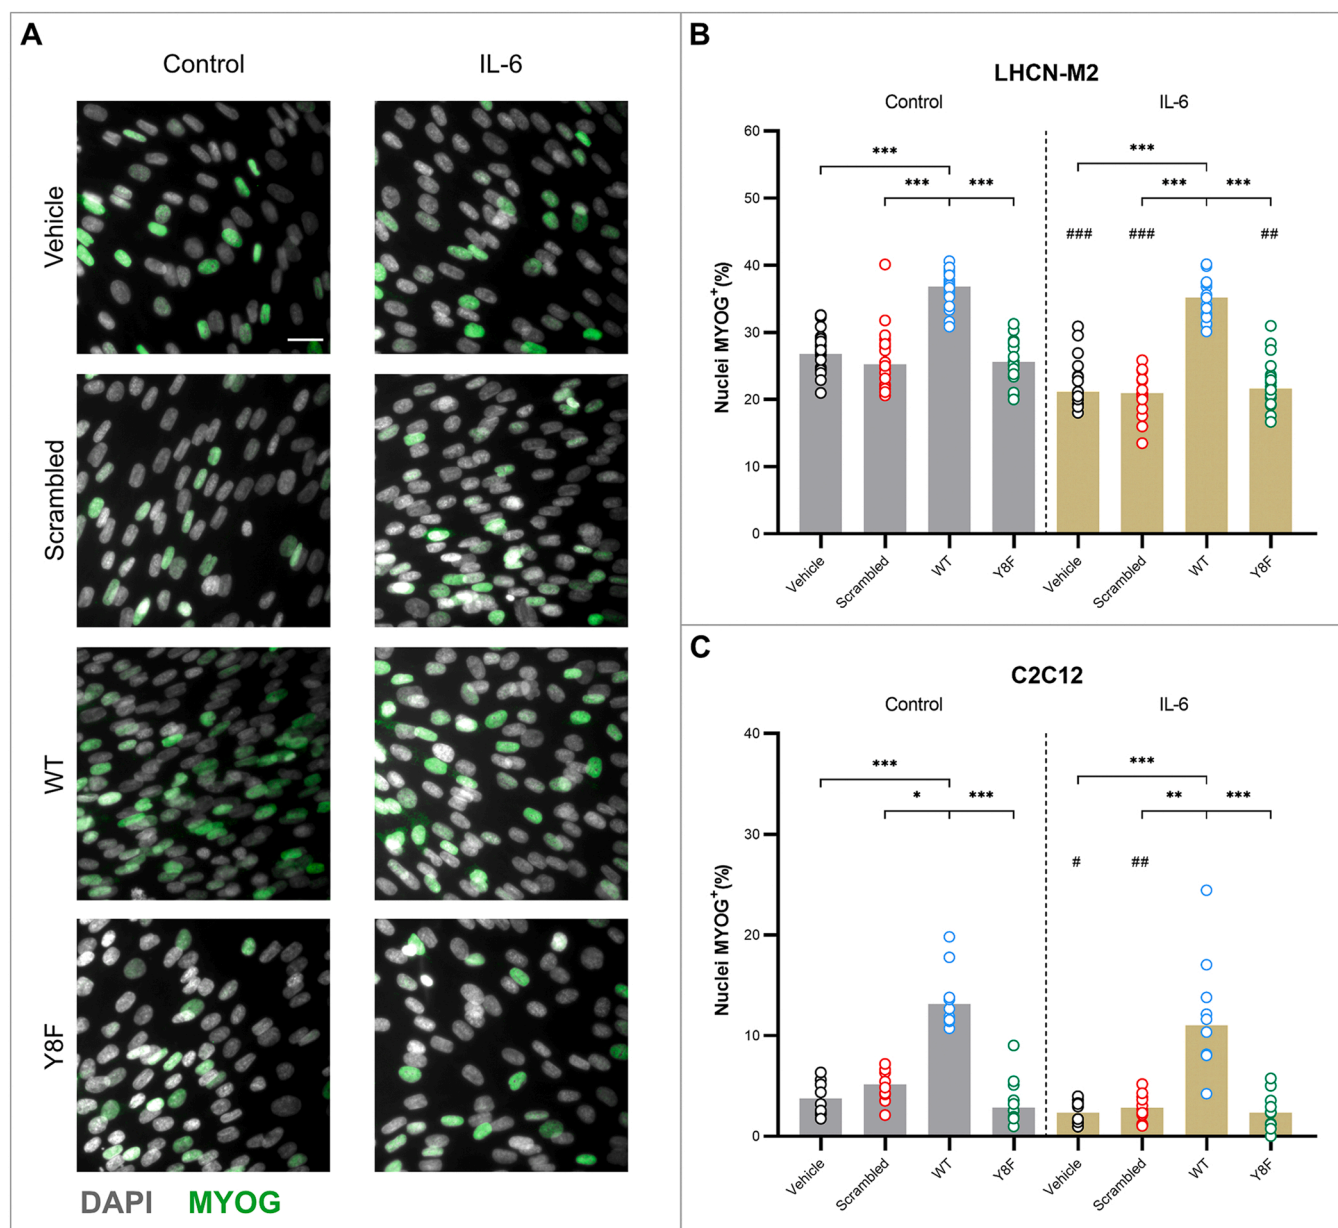 A
Control IL-6
Vehicle
Scrambled
WT
Y8F
DAPI MYOG
B
LHCN-M2
Control IL-6
Nuclei MYOG+(%)
60
50
40
30
20
10
0
*** ***
*** *** *** ***
### ### ##
Vehicle Scrambled WT Y8F Vehicle Scrambled WT Y8F
C
C2C12
Control IL-6
Nuclei MYOG+(%)
40
30
20
10
0
*** ***
* *** ** ***
# ##
Vehicle Scrambled WT Y8F Vehicle Scrambled WT Y8F